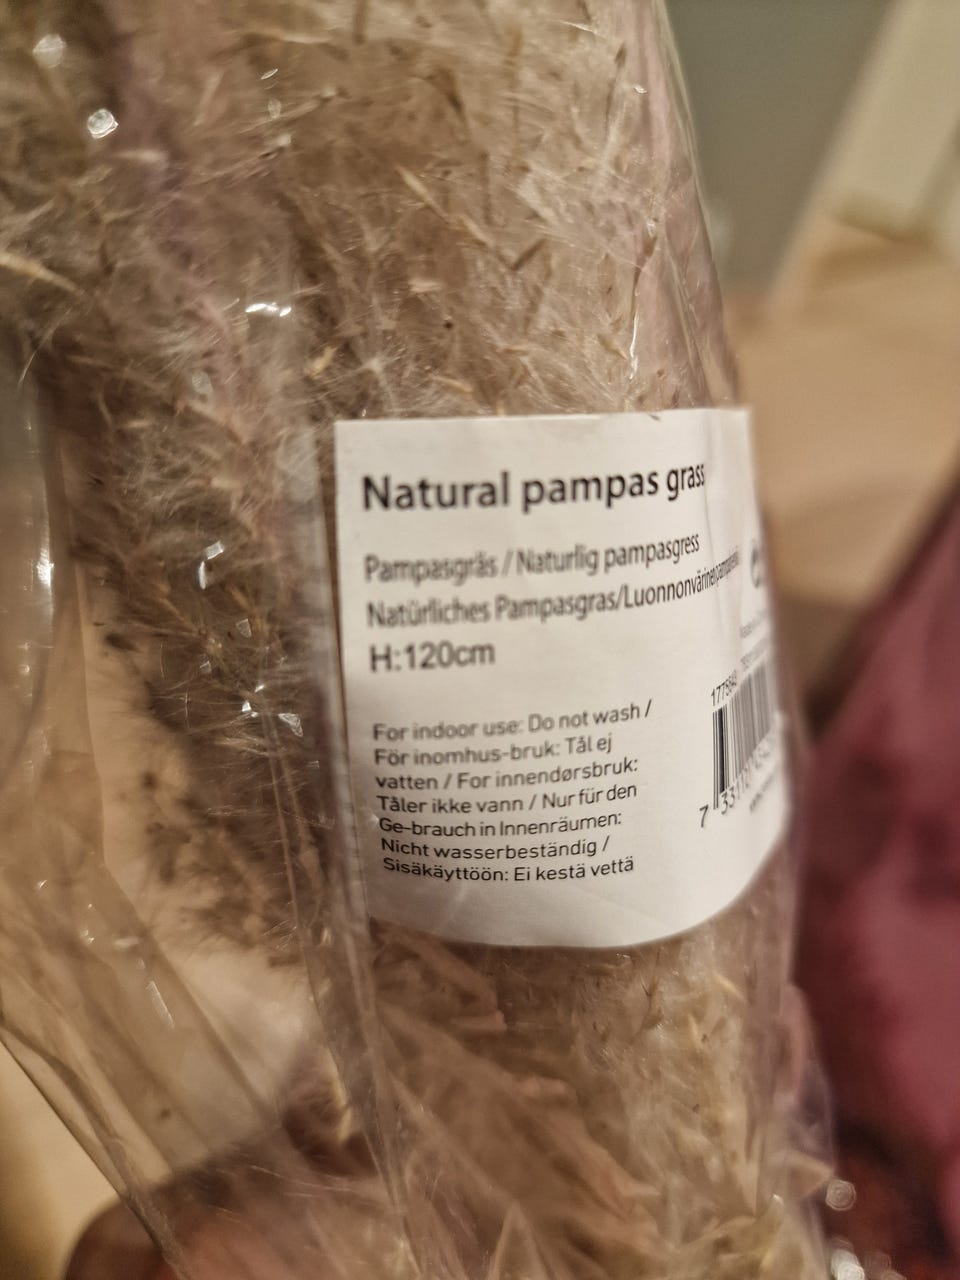 Natural pampas grass
Pampasgräs / Naturlig pampasgress
Natürliches Pampasgras/
H:120cm
For indoor use: Do not wash /
För inomhus-bruk: Tål ej
vatten / For innendørsbruk:
Tåler ikke vann / Nur für den
Ge-brauch in Innenräumen:
Nicht wasserbeständig /
Sisäkäyttöön: Ei kestä vettä